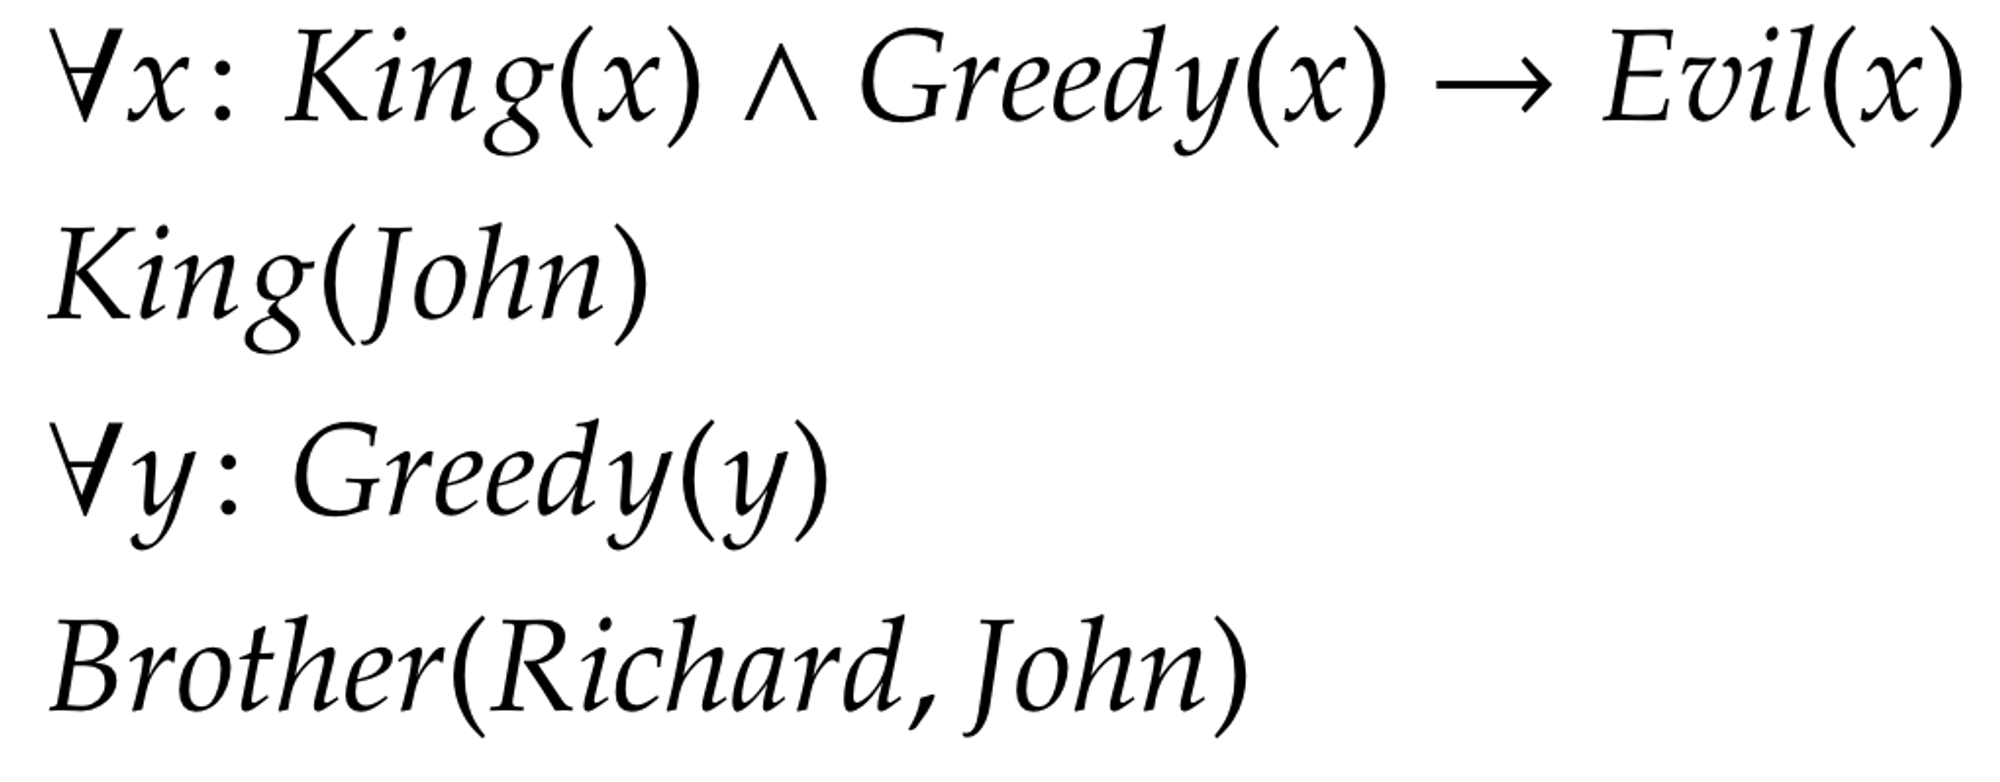 ∀x: King(x) ∧ Greedy(x) → Evil(x)
King(John)
∀y: Greedy(y)
Brother(Richard, John)